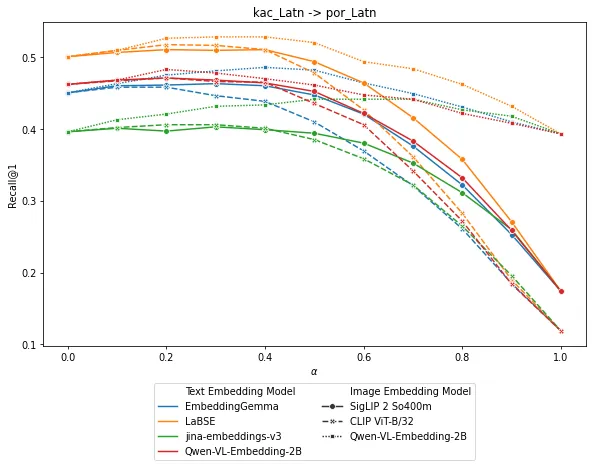 kac_Latn -> por_Latn
Recall@1
0.5
0.4
0.3
0.2
0.1
0.0
0.2
0.4
0.6
0.8
1.0
α
Text Embedding Model
EmbeddingGemma
LaBSE
jina-embeddings-v3
Qwen-VL-Embedding-2B
Image Embedding Model
SigLIP 2 So400m
CLIP ViT-B/32
Qwen-VL-Embedding-2B